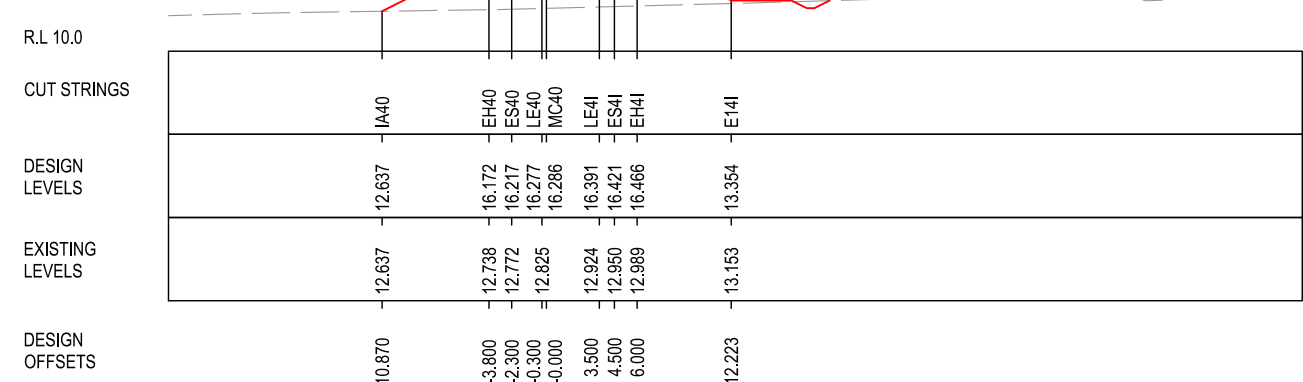 R.L 10.0
CUT STRINGS IA40 EH40 ES40 LE40 MC40 LE4I ES4I EH4I E14I
DESIGN LEVELS 12.637 16.172 16.217 16.277 16.286 16.391 16.421 16.466 13.354
EXISTING LEVELS 12.637 12.738 12.772 12.825 12.924 12.950 12.989 13.153
DESIGN OFFSETS 10.870 -3.800 -2.300 -0.300 -0.000 3.500 4.500 6.000 12.223